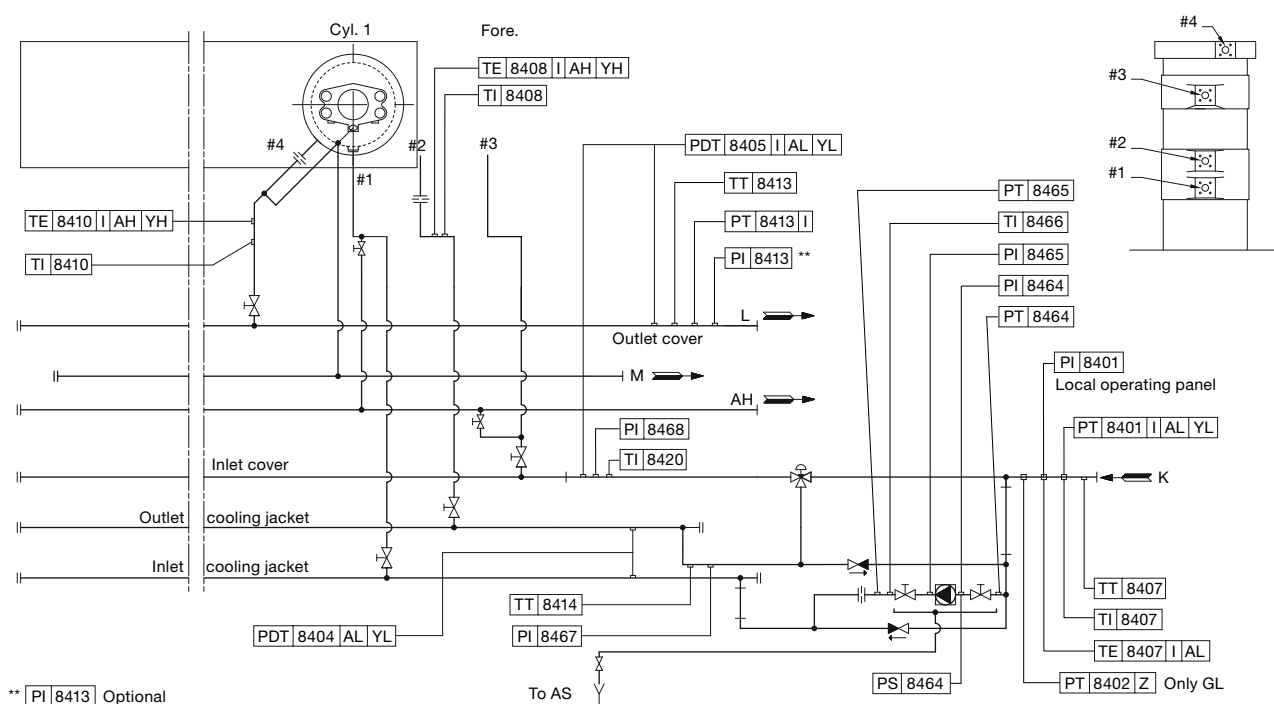 Cyl. 1
Fore.
#4
TE 8408 I AH YH
TI 8408
#3
#4
#2
#3
PDT 8405 I AL YL
#2
#1
TT 8413
PT 8465
#1
TE 8410 I AH YH
PT 8413 I
TI 8466
TI 8410
PI 8413 **
PI 8465
PI 8464
L
PT 8464
Outlet cover
PI 8401
M
Local operating panel
AH
PI 8468
PT 8401 I AL YL
Inlet cover
TI 8420
K
Outlet cooling jacket
Inlet cooling jacket
TT 8407
TT 8414
TI 8407
PDT 8404 AL YL
PI 8467
TE 8407 I AL
PS 8464
PT 8402 Z Only GL
** PI 8413 Optional
To AS